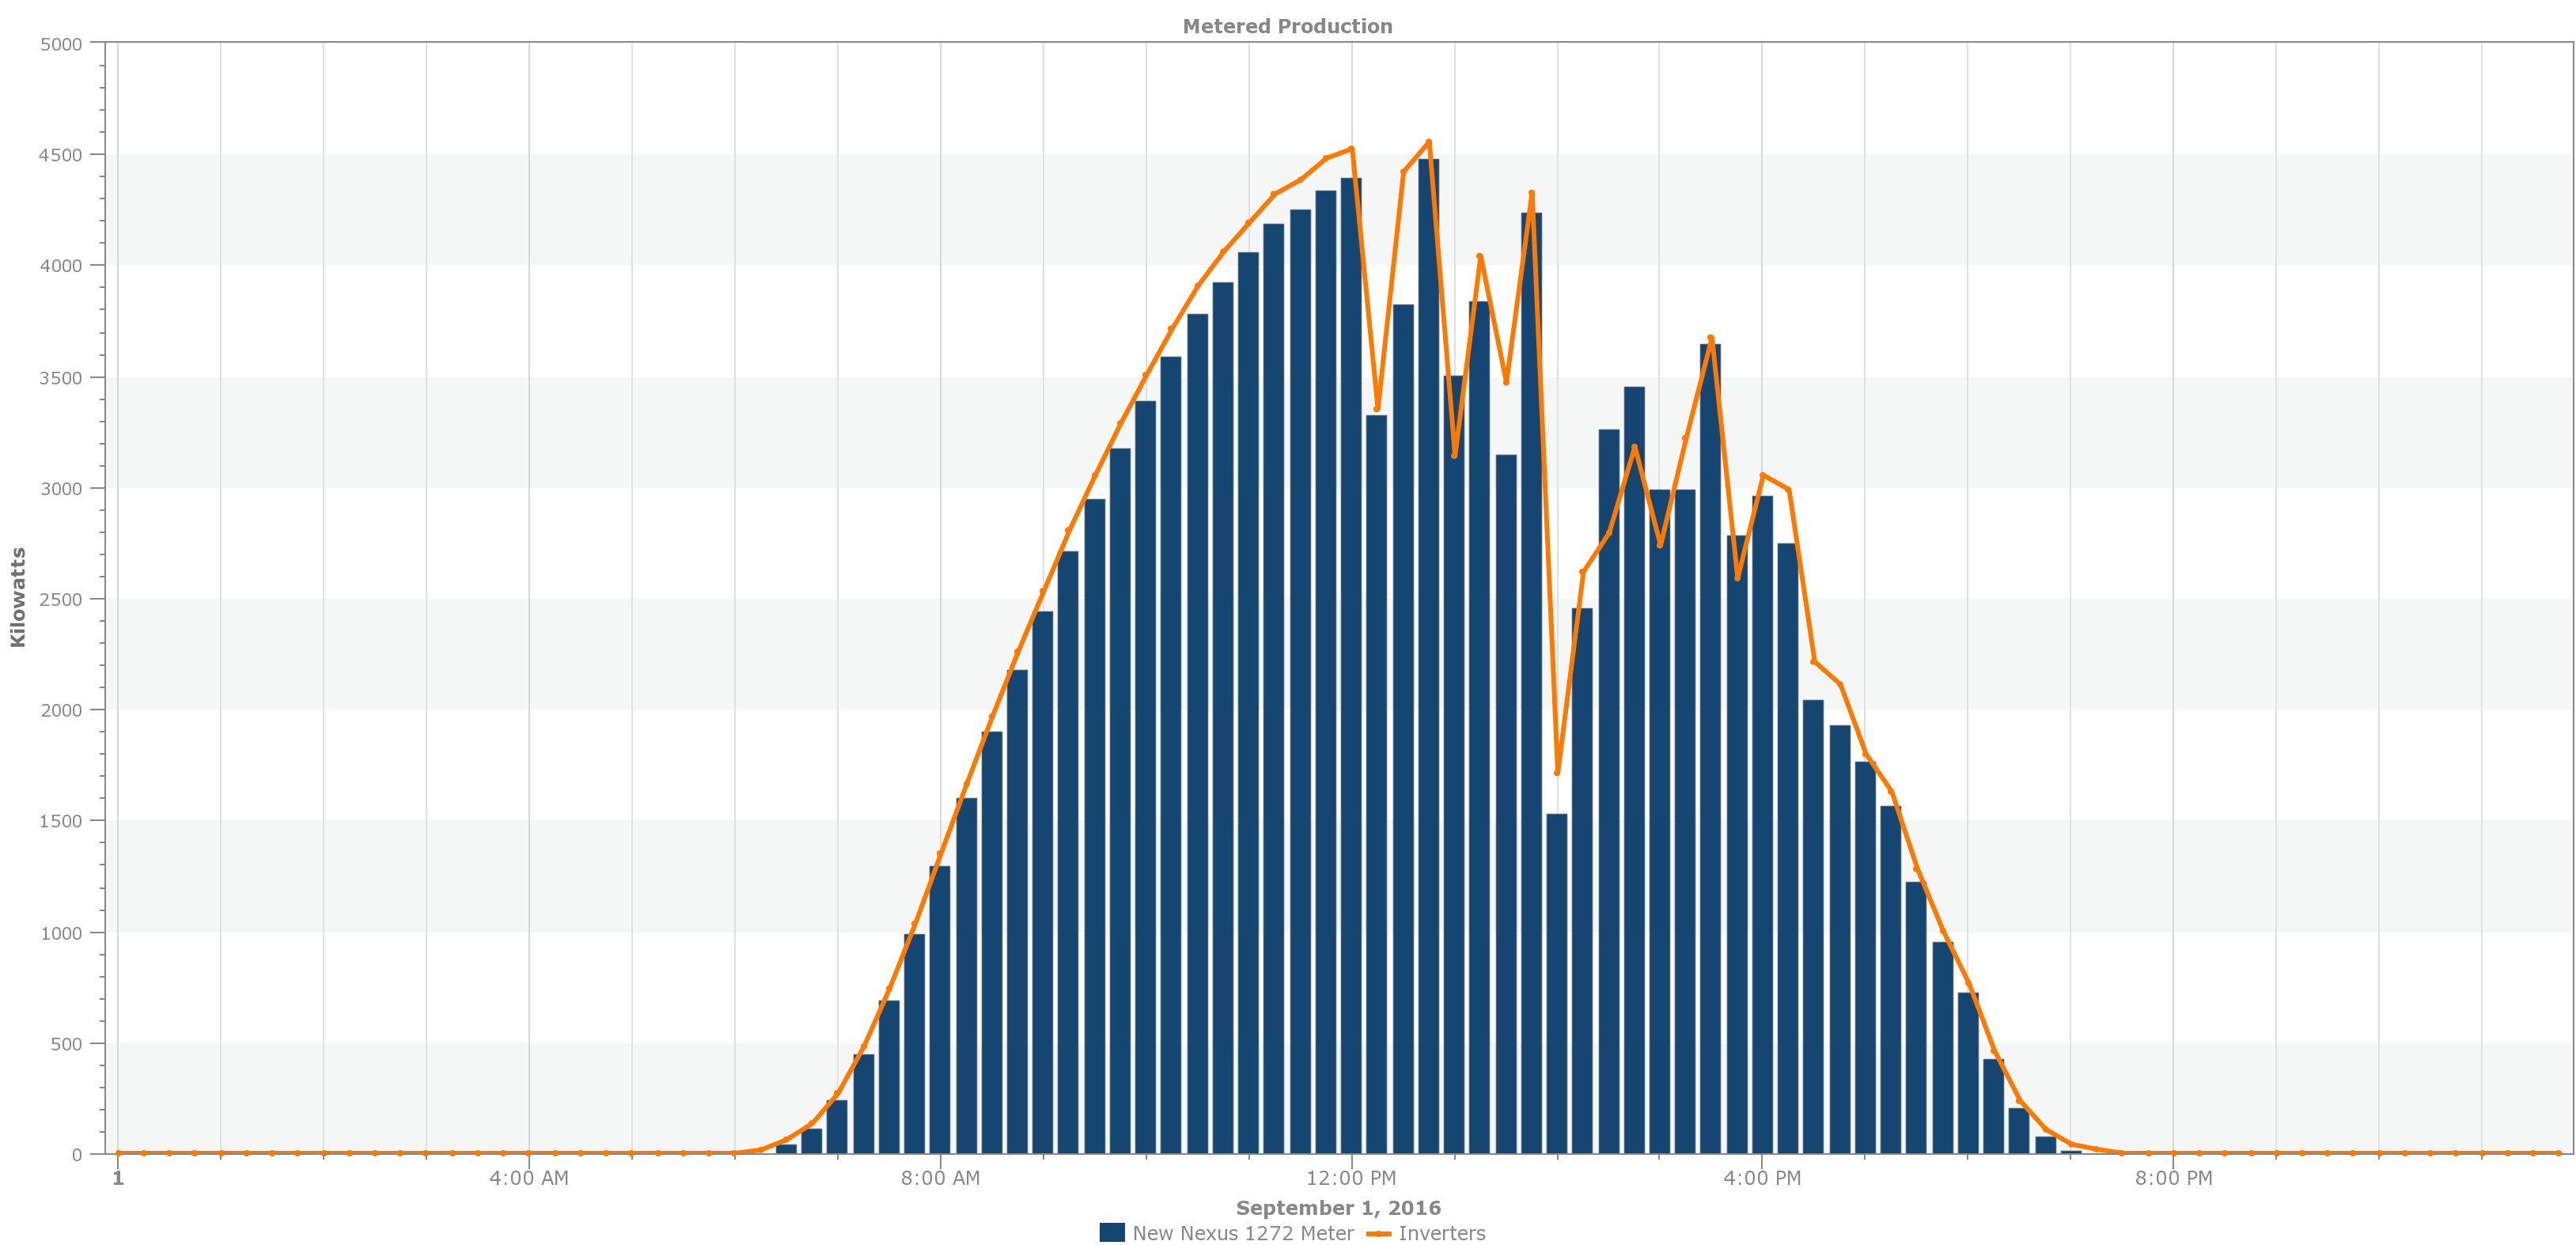 Metered Production
5000
4500
4000
3500
3000
2500
2000
1500
1000
500
0
Kilowatts
1 4:00 AM 8:00 AM 12:00 PM 4:00 PM 8:00 PM
September 1, 2016
New Nexus 1272 Meter Inverters